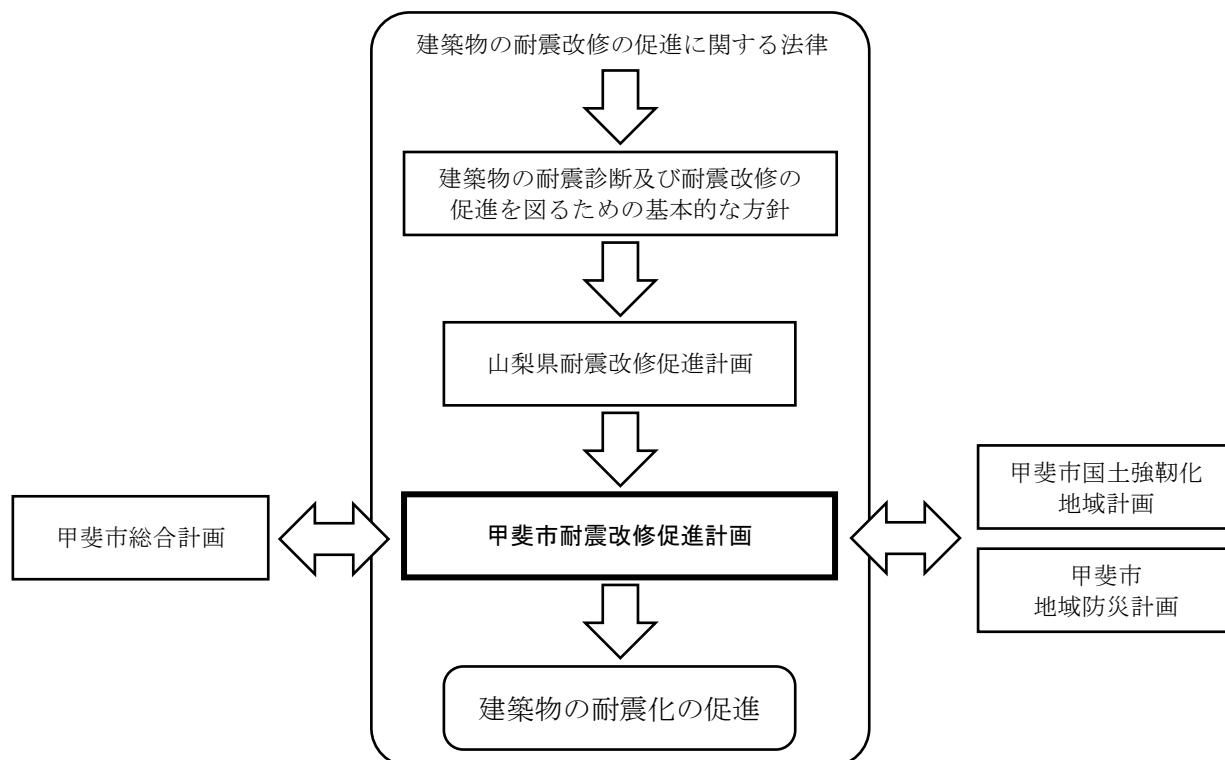 建築物の耐震改修の促進に関する法律
建築物の耐震診断及び耐震改修の
促進を図るための基本的な方針
山梨県耐震改修促進計画
甲斐市総合計画
甲斐市耐震改修促進計画
甲斐市国土強靱化
地域計画
甲斐市
地域防災計画
建築物の耐震化の促進